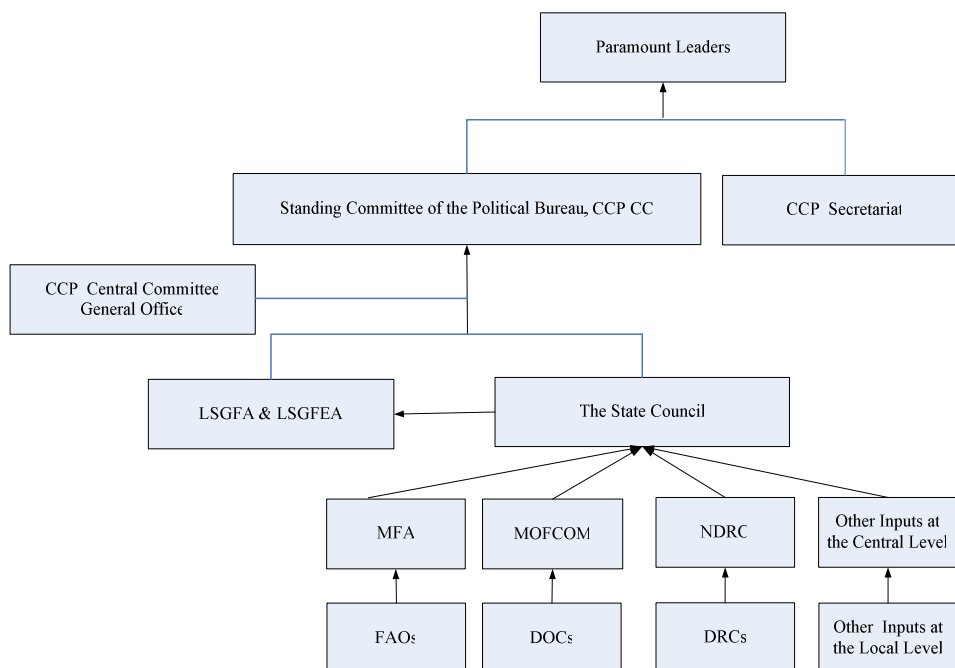 Paramount Leaders
Standing Committee of the Political Bureau, CCP CC
CCP Secretariat
CCP Central Committee
General Office
LSGFA & LSGFEA
The State Council
MFA
MOFCOM
NDRC
Other Inputs at
the Central Level
FAOs
DOCs
DRCs
Other Inputs at
the Local Level